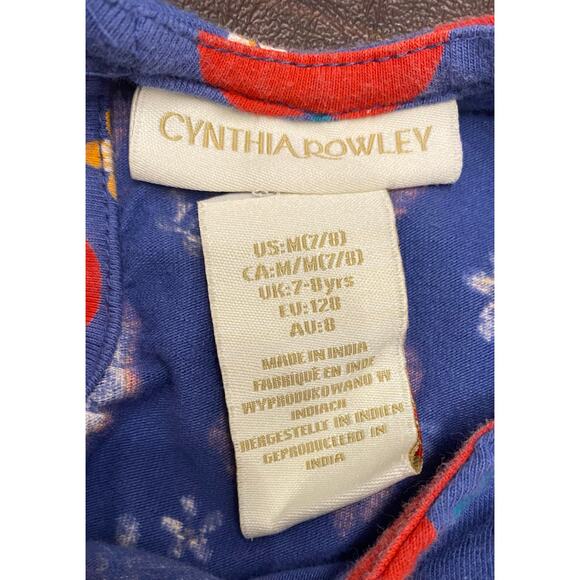 CYNTHIA ROWLEY
US:M(7/8)
CA:M/M(7/8)
UK:7-8yrs
EU:128
AU:8
MADE IN INDIA
FABRIQUÉ EN INDE
WYPRODUKOWANO W
INDIACH
HERGESTELLT IN INDIEN
GEPRODUCEERD IN
INDIA